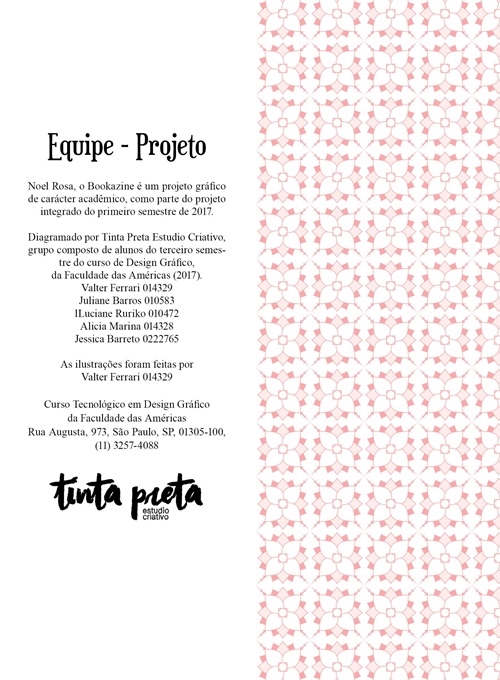 Equipe - Projeto
Noel Rosa, o Bookazine é um projeto gráfico
de carácter acadêmico, como parte do projeto
integrado do primeiro semestre de 2017.
Diagramado por Tinta Preta Estudio Criativo,
grupo composto de alunos do terceiro semes-
tre do curso de Design Gráfico,
da Faculdade das Américas (2017).
Valter Ferrari 014329
Juliane Barros 010583
lLuciane Ruriko 010472
Alicia Marina 014328
Jessica Barreto 0222765
As ilustrações foram feitas por
Valter Ferrari 014329
Curso Tecnológico em Design Gráfico
da Faculdade das Américas
Rua Augusta, 973, São Paulo, SP, 01305-100,
(11) 3257-4088
tinta preta
estudio
criativo